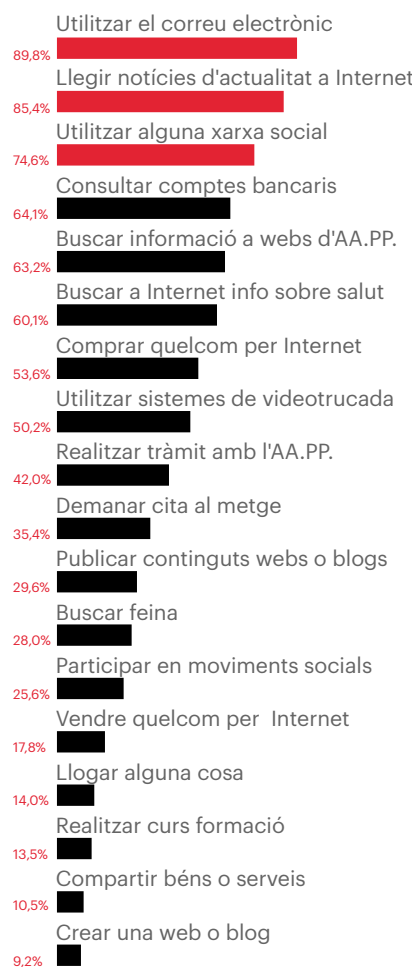 Utilitzar el correu electrònic
89,8%
Llegir notícies d'actualitat a Internet
85,4%
Utilitzar alguna xarxa social
74,6%
Consultar comptes bancaris
64,1%
Buscar informació a webs d'AA.PP.
63,2%
Buscar a Internet info sobre salut
60,1%
Comprar quelcom per Internet
53,6%
Utilitzar sistemes de videotrucada
50,2%
Realitzar tràmit amb l'AA.PP.
42,0%
Demanar cita al metge
35,4%
Publicar continguts webs o blogs
29,6%
Buscar feina
28,0%
Participar en moviments socials
25,6%
Vendre quelcom per Internet
17,8%
Llogar alguna cosa
14,0%
Realitzar curs formació
13,5%
Compartir béns o serveis
10,5%
Crear una web o blog
9,2%